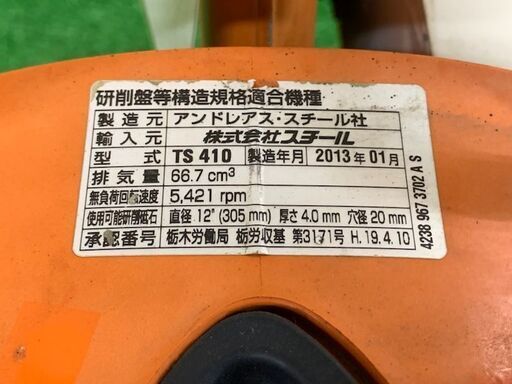 研削盤等構造規格適合機種
製造元 アンドレアス・スチール社
輸入元 株式会社スチール
型式 TS 410 製造年月 2013年01月
排気量 66.7 cm³
無負荷回転速度 5,421 rpm
使用可能研削砥石 直径 12" (305 mm) 厚さ 4.0 mm 穴径 20 mm
承認番号 栃木労働局 栃労収基 第3171号 H.19.4.10
4238 967 3702 A S